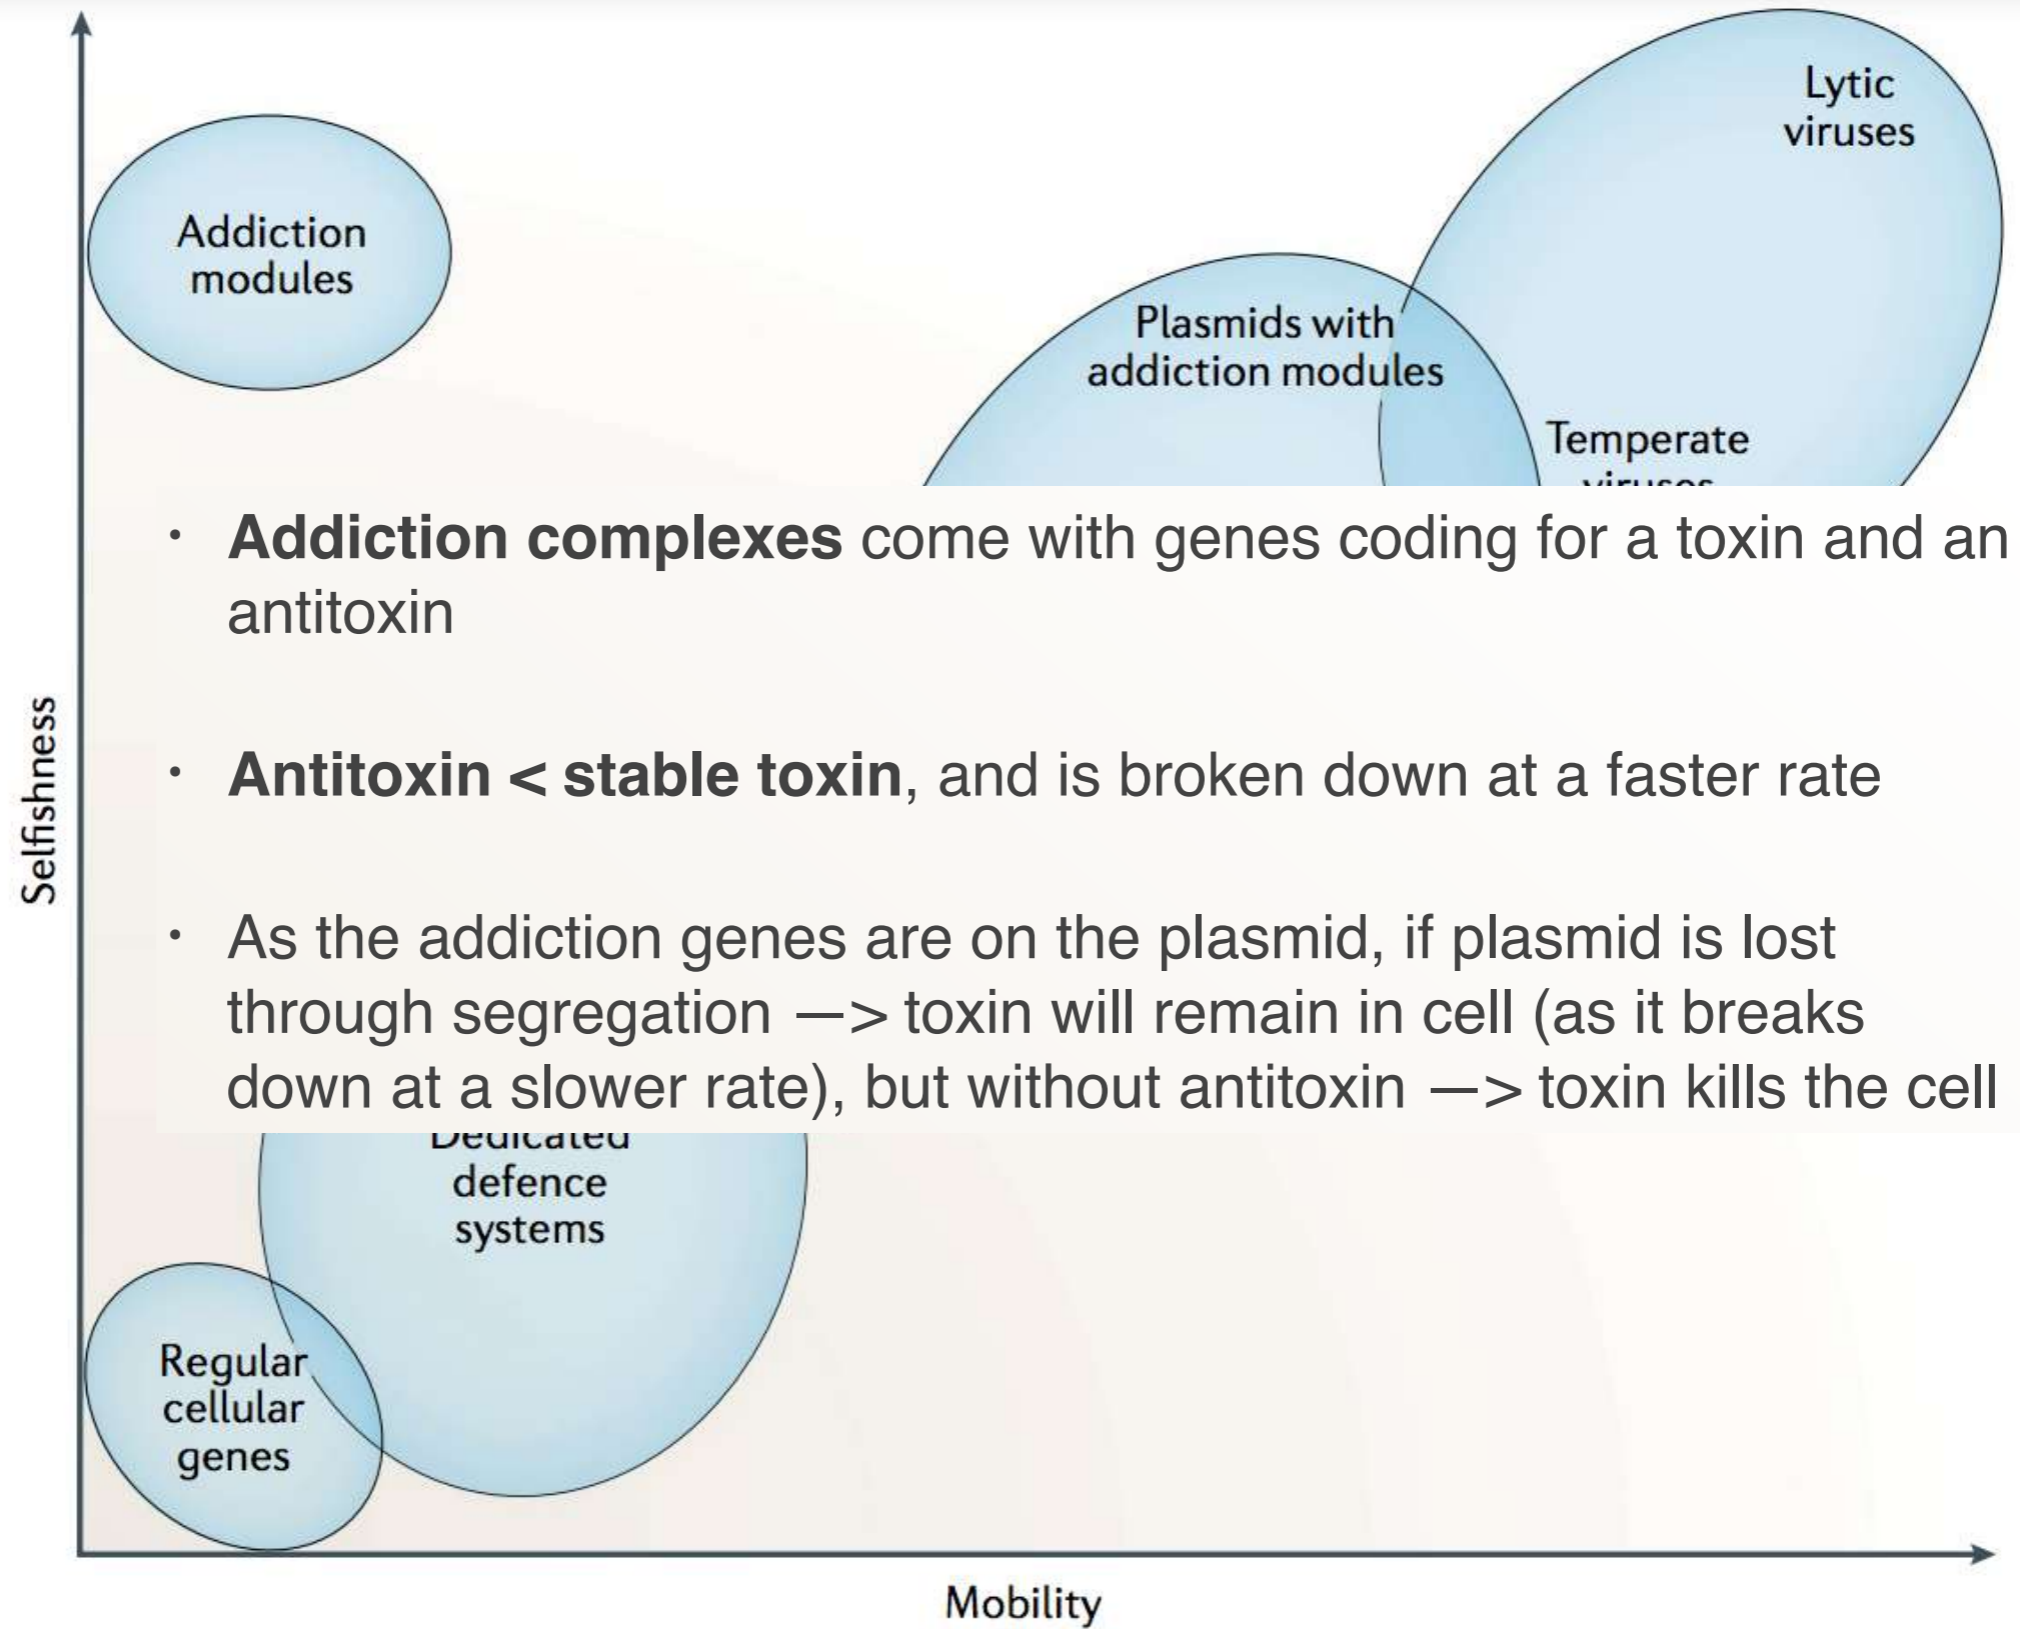 Lytic
viruses
Addiction
modules
Plasmids with
addiction modules
Temperate
viruses
• Addiction complexes come with genes coding for a toxin and an
antitoxin
• Antitoxin < stable toxin, and is broken down at a faster rate
• As the addiction genes are on the plasmid, if plasmid is lost
through segregation —> toxin will remain in cell (as it breaks
down at a slower rate), but without antitoxin —> toxin kills the cell
Dedicated
defence
systems
Regular
cellular
genes
Selfishness
Mobility